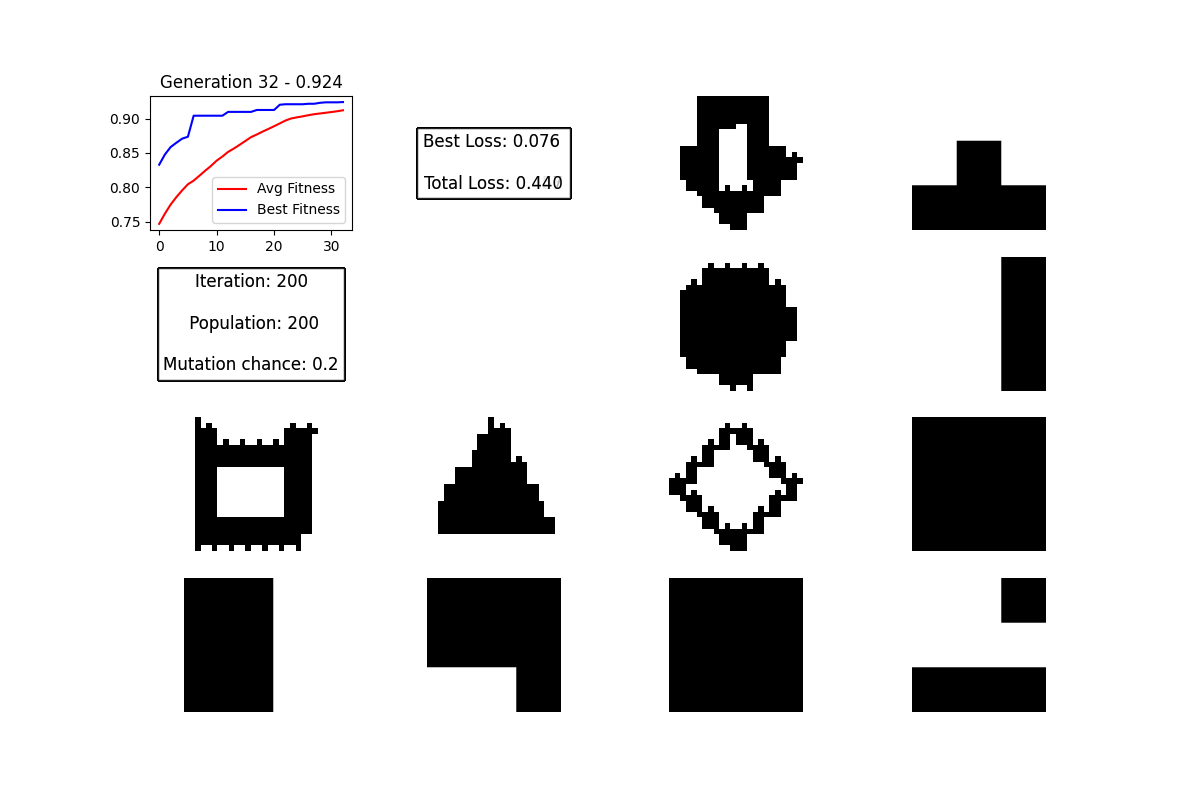 Generation 32 - 0.924
0.90
0.85
0.80
0.75
Avg Fitness
Best Fitness
0 10 20 30
Best Loss: 0.076
Total Loss: 0.440
Iteration: 200
Population: 200
Mutation chance: 0.2